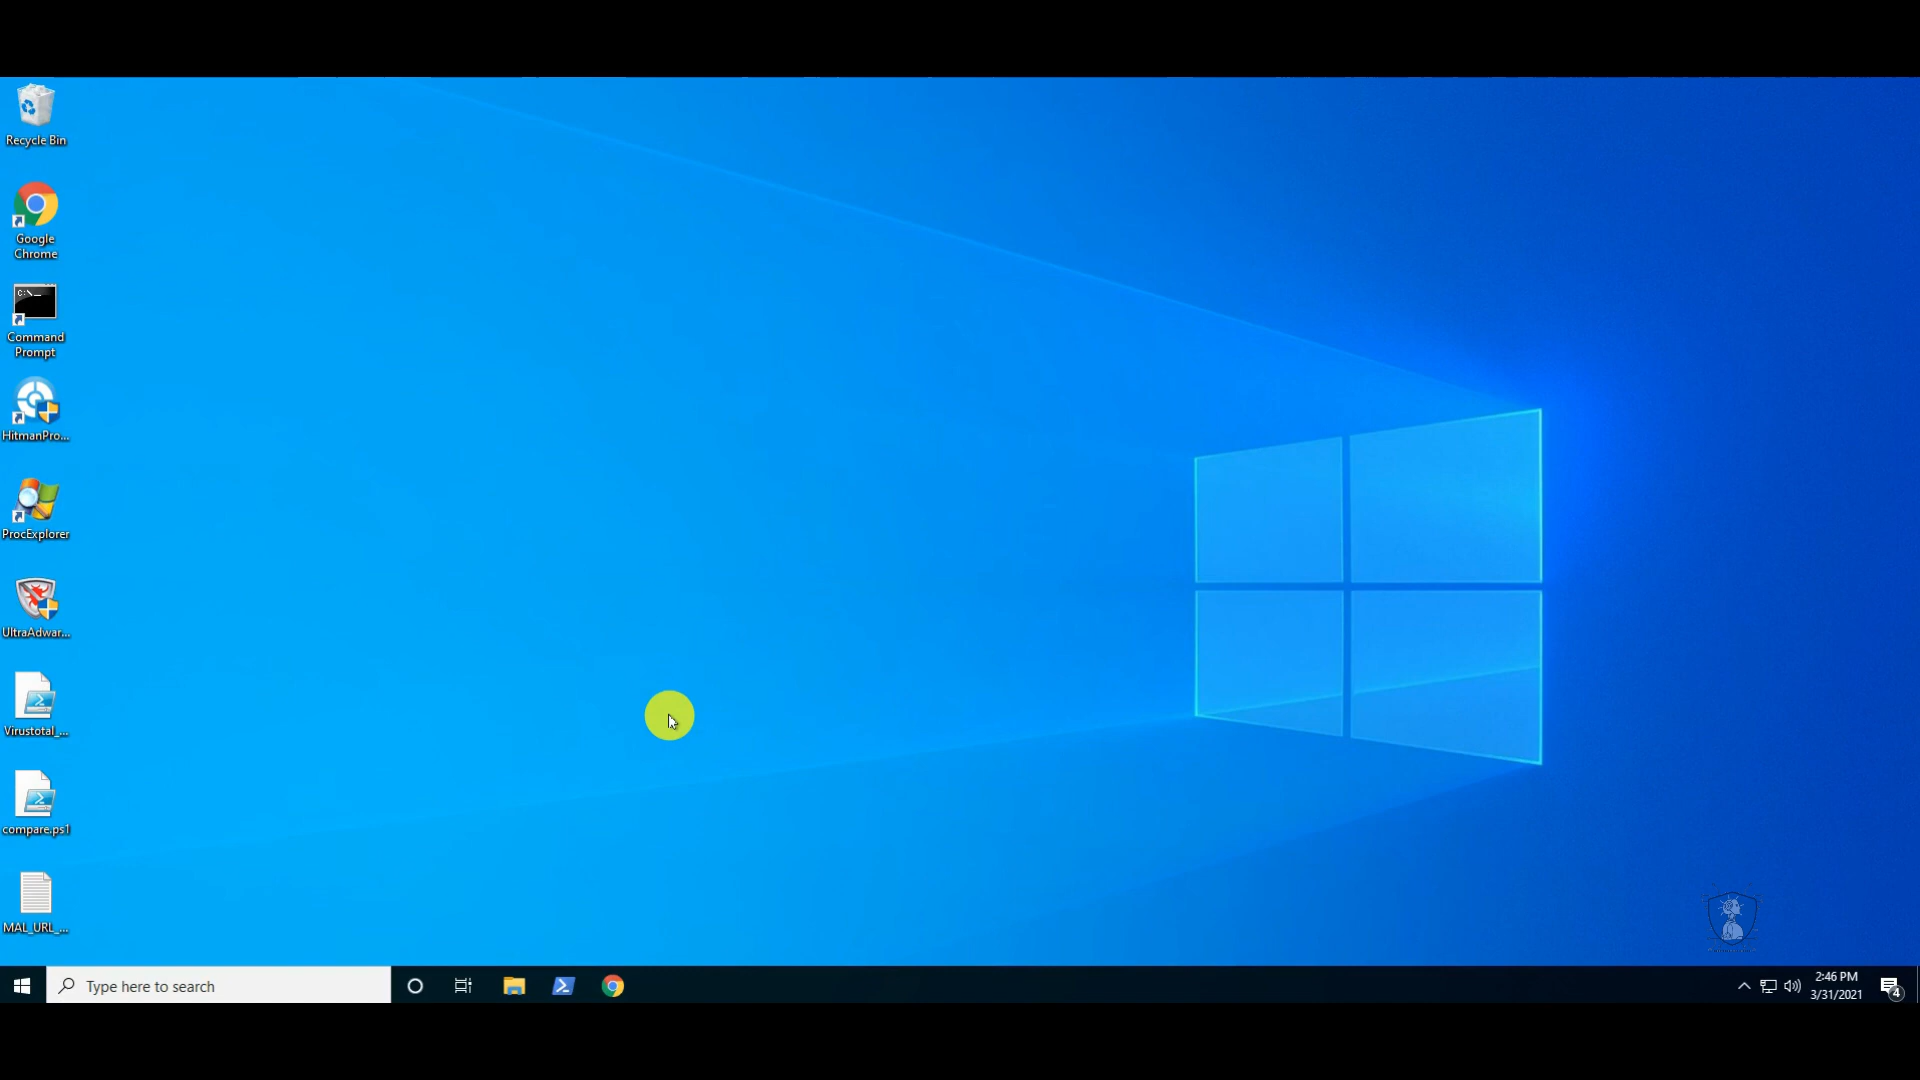 Recycle Bin
Google
Chrome
C:\_
Command
Prompt
HitmanPro...
ProcExplorer
UltraAdwar...
Virustotal_...
compare.ps1
MAL_URL_...
Type here to search
2:46 PM
3/31/2021
4